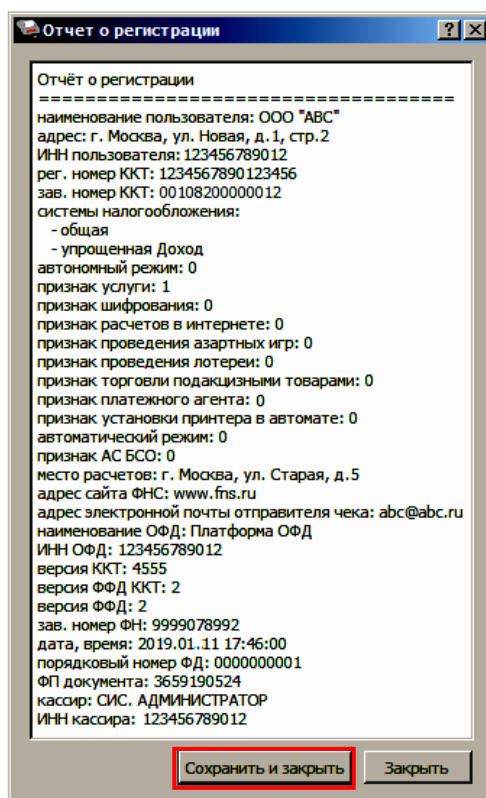 Отчет о регистрации
Отчёт о регистрации
====================================
наименование пользователя: ООО "АВС"
адрес: г. Москва, ул. Новая, д.1, стр.2
ИНН пользователя: 123456789012
рег. номер ККТ: 1234567890123456
зав. номер ККТ: 00108200000012
системы налогообложения:
- общая
- упрощенная Доход
автономный режим: 0
признак услуги: 1
признак шифрования: 0
признак расчетов в интернете: 0
признак проведения азартных игр: 0
признак проведения лотереи: 0
признак торговли подакцизными товарами: 0
признак платежного агента: 0
признак установки принтера в автомате: 0
автоматический режим: 0
признак АС БСО: 0
место расчетов: г. Москва, ул. Старая, д.5
адрес сайта ФНС: www.fns.ru
адрес электронной почты отправителя чека: abc@abc.ru
наименование ОФД: Платформа ОФД
ИНН ОФД: 123456789012
версия ККТ: 4555
версия ФФД ККТ: 2
версия ФФД: 2
зав. номер ФН: 9999078992
дата, время: 2019.01..11 17:46:00
порядковый номер ФД: 0000000001
ФП документа: 3659190524
кассир: СИС. АДМИНИСТРАТОР
ИНН кассира: 123456789012
Сохранить и закрыть
Закрыть